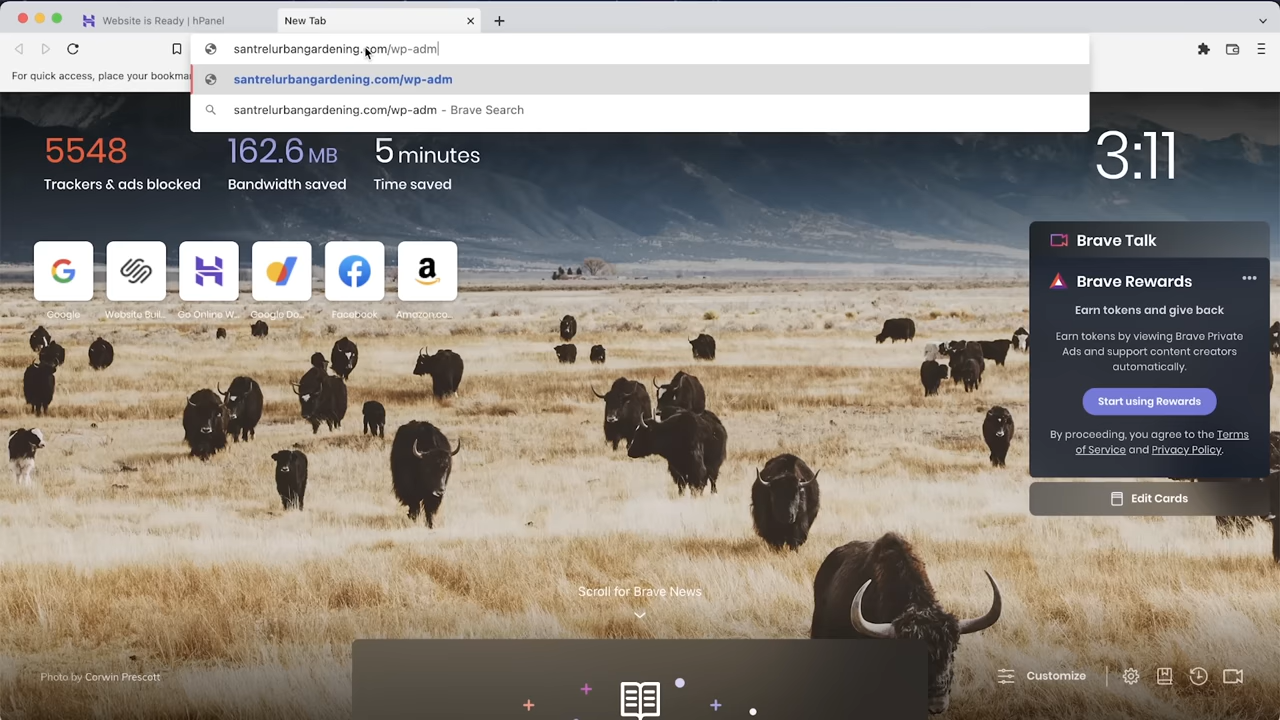 Website is Ready | hPanel
New Tab
santrelurbangardening.com/wp-adm
For quick access, place your bookma
santrelurbangardening.com/wp-adm
santrelurbangardening.com/wp-adm - Brave Search
5548
Trackers & ads blocked
162.6 MB
Bandwidth saved
5 minutes
Time saved
3:11
Google
Website Buil...
Go Online W...
Google Do...
Facebook
Amazon.co...
Brave Talk
Brave Rewards
Earn tokens and give back
Earn tokens by viewing Brave Private
Ads and support content creators
automatically.
Start using Rewards
By proceeding, you agree to the Terms
of Service and Privacy Policy.
Edit Cards
Scroll for Brave News
Photo by Corwin Prescott
Customize